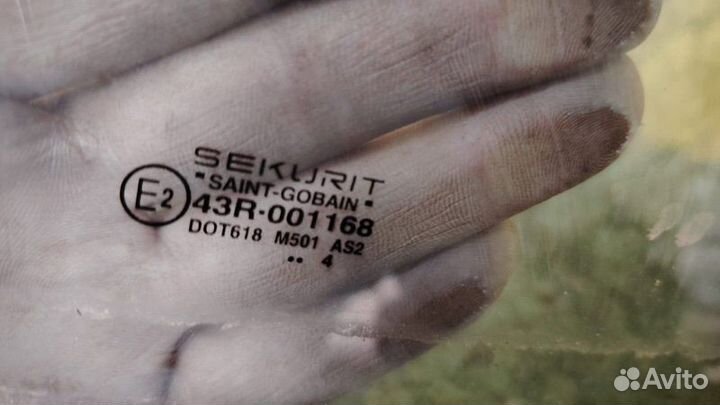 SEKURIT
"SAINT-GOBAIN"
E2 43R-001168
DOT618 M501 AS2
.. 4
Avito